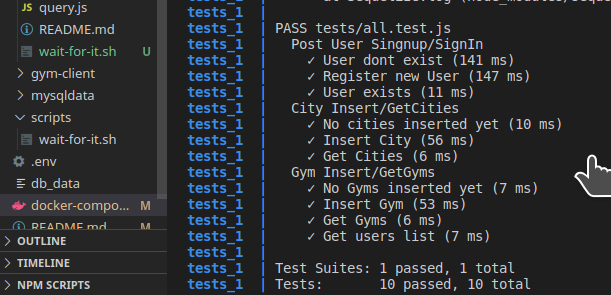 query.js
README.md
wait-for-it.sh U
gym-client
mysqldata
scripts
wait-for-it.sh
.env
db_data
docker-compo... M
README.md M
OUTLINE
TIMELINE
NPM SCRIPTS
tests_1 |
tests_1 |
tests_1 | PASS tests/all.test.js
tests_1 | Post User Singnup/SignIn
tests_1 | ✓ User dont exist (141 ms)
tests_1 | ✓ Register new User (147 ms)
tests_1 | ✓ User exists (11 ms)
tests_1 | City Insert/GetCities
tests_1 | ✓ No cities inserted yet (10 ms)
tests_1 | ✓ Insert City (56 ms)
tests_1 | ✓ Get Cities (6 ms)
tests_1 | Gym Insert/GetGyms
tests_1 | ✓ No Gyms inserted yet (7 ms)
tests_1 | ✓ Insert Gym (53 ms)
tests_1 | ✓ Get Gyms (6 ms)
tests_1 | ✓ Get users list (7 ms)
tests_1 |
tests_1 | Test Suites: 1 passed, 1 total
tests_1 | Tests: 10 passed, 10 total